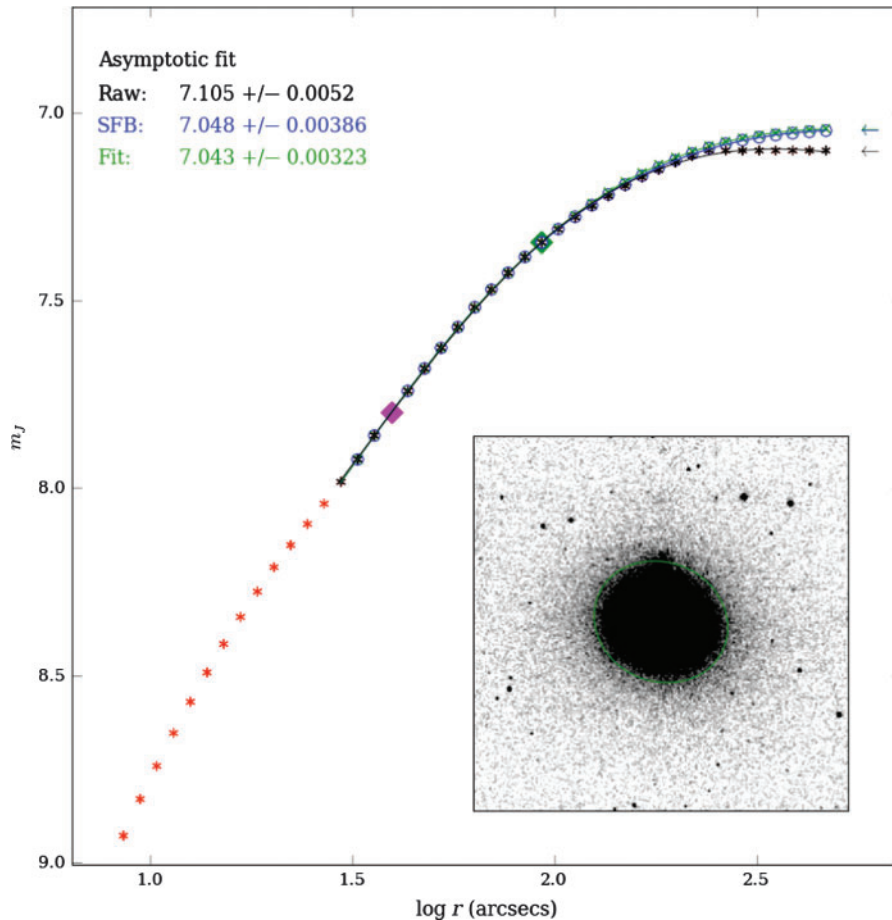 Asymptotic fit
Raw: 7.105 +/− 0.0052
SFB: 7.048 +/− 0.00386
Fit: 7.043 +/− 0.00323
7.0
7.5
8.0
8.5
9.0
m_J
1.0 1.5 2.0 2.5
log r (arcsecs)